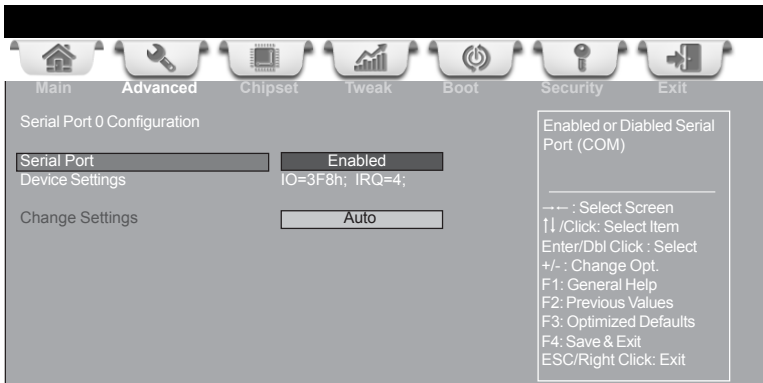 Main Advanced Chipset Tweak Boot Security Exit
Serial Port 0 Configuration
Serial Port Enabled
Device Settings IO=3F8h; IRQ=4;
Change Settings Auto
Enabled or Diabled Serial
Port (COM)
→← : Select Screen
↑↓ /Click: Select Item
Enter/Dbl Click : Select
+/- : Change Opt.
F1: General Help
F2: Previous Values
F3: Optimized Defaults
F4: Save & Exit
ESC/Right Click: Exit